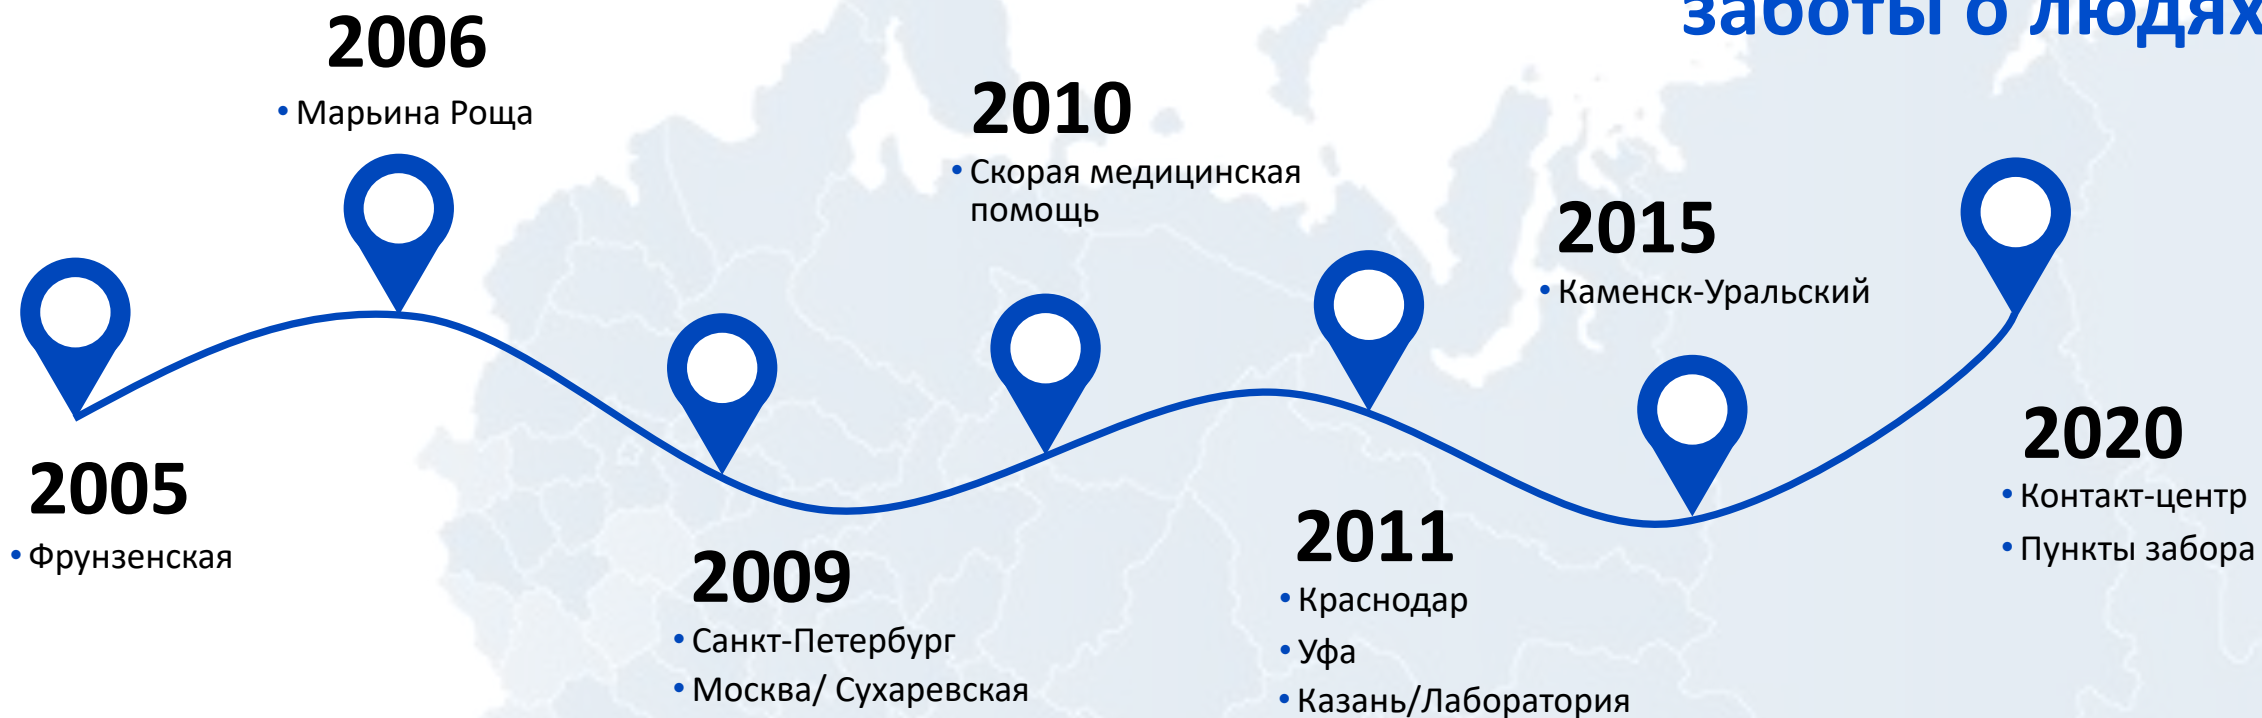 заботы о людях
2006
• Марьина Роща
2010
• Скорая медицинская
помощь
2015
• Каменск-Уральский
2005
• Фрунзенская
2009
• Санкт-Петербург
• Москва/ Сухаревская
2011
• Краснодар
• Уфа
• Казань/Лаборатория
2020
• Контакт-центр
• Пункты забора